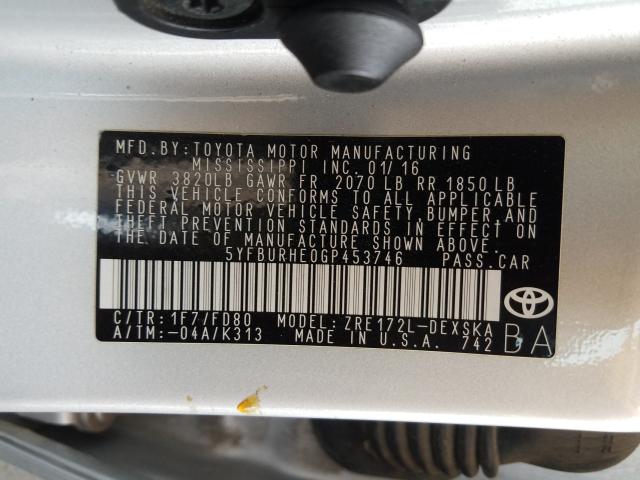 MFD.BY:TOYOTA MOTOR MANUFACTURING
MISSISSIPPI INC. 01/16
GVWR 3820LB GAWR FR. 2070 LB RR 1850 LB
THIS VEHICLE CONFORMS TO ALL APPLICABLE
FEDERAL MOTOR VEHICLE SAFETY, BUMPER, AND
THEFT PREVENTION STANDARDS IN EFFECT ON
THE DATE OF MANUFACTURE SHOWN ABOVE.
5YFBURHE0GP453746 PASS.CAR
C/TR: 1F7/FD80 MODEL: ZRE172L-DEXSKA
A/TM:-04A/K313 MADE IN U.S.A. 742 BA